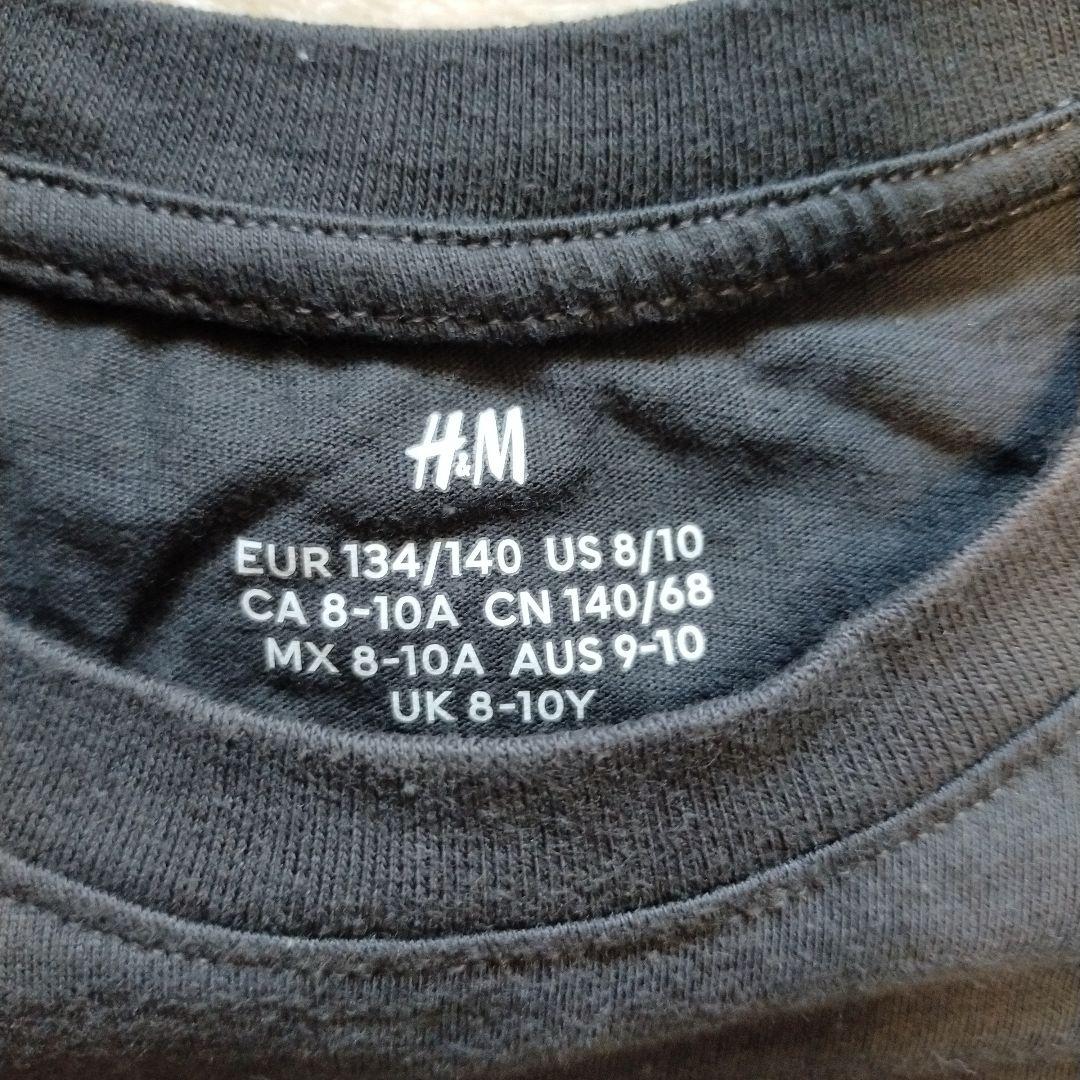 H&M
EUR 134/140 US 8/10
CA 8-10A CN 140/68
MX 8-10A AUS 9-10
UK 8-10Y